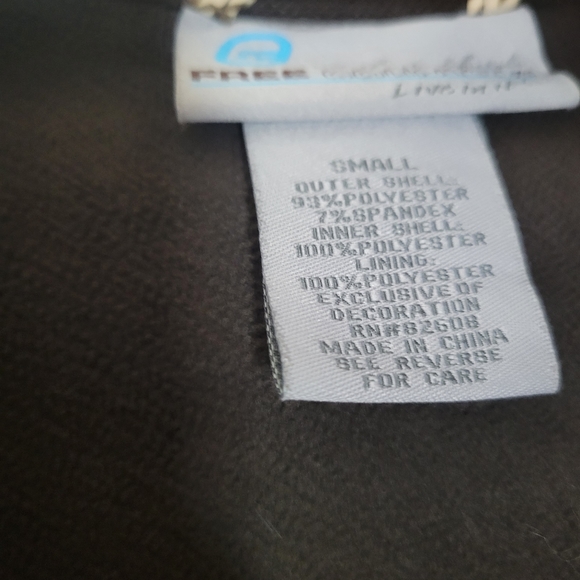 FREE
LIVE IN IT
SMALL
OUTER SHELL:
93%POLYESTER
7%SPANDEX
INNER SHELL:
100%POLYESTER
LINING:
100%POLYESTER
EXCLUSIVE OF
DECORATION
RN#82608
MADE IN CHINA
SEE REVERSE
FOR CARE